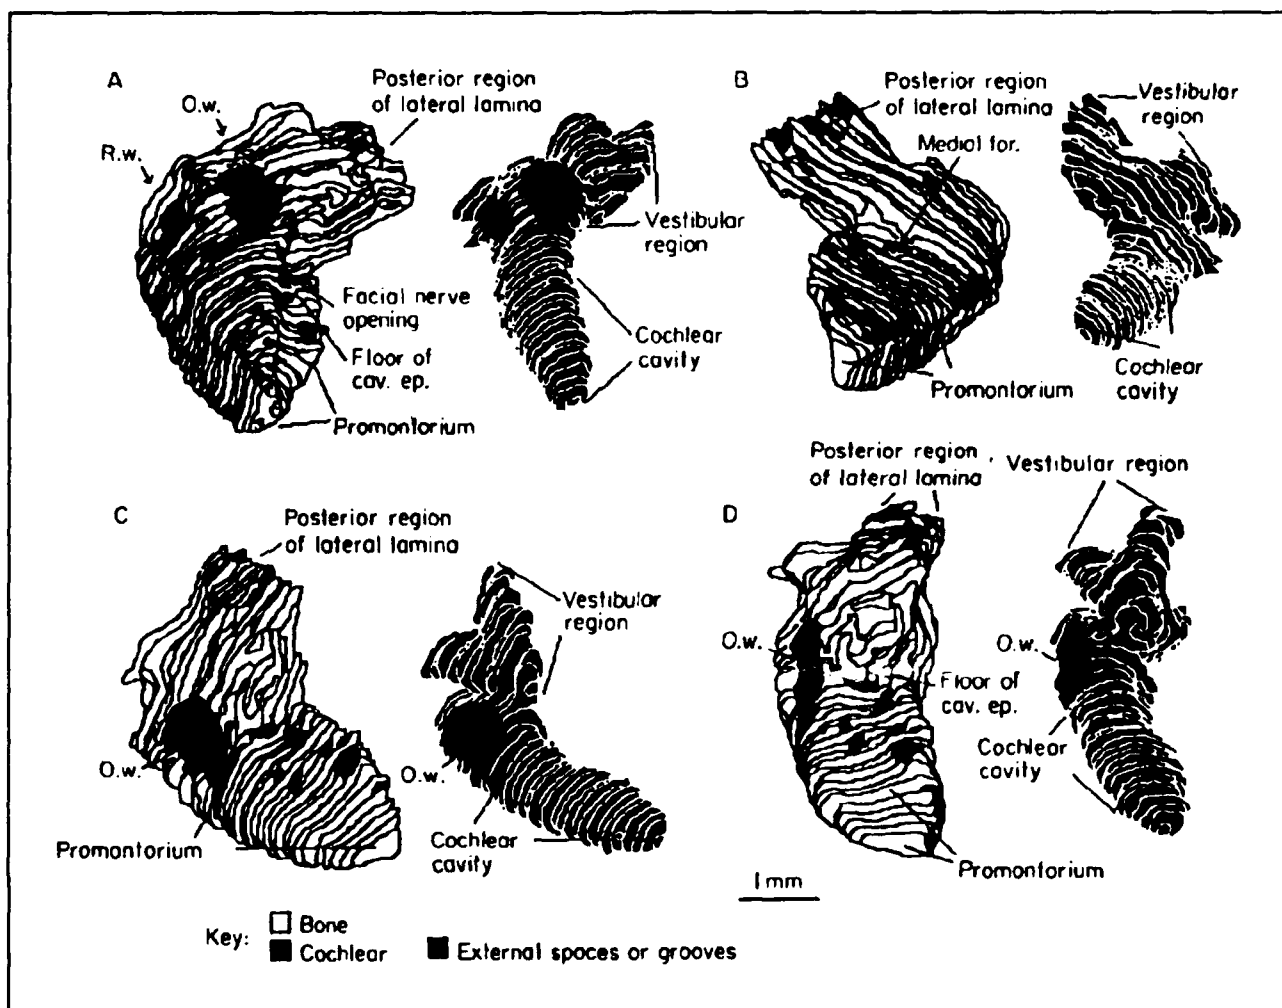 A
Posterior region
of lateral lamina
O.w.
R.w.
Vestibular
region
Facial nerve
opening
Cochlear
cavity
Floor of
cav. ep.
Promontorium
B
Posterior region
of lateral lamina
Vestibular
region
Medial for.
Cochlear
cavity
Promontorium
C
Posterior region
of lateral lamina
Vestibular
region
O.w.
O.w.
Promontorium
Cochlear
cavity
D
Posterior region
of lateral lamina
Vestibular region
O.w.
O.w.
Floor of
cav. ep.
Cochlear
cavity
Promontorium
1 mm
Key:
Bone
Cochlear
External spaces or grooves